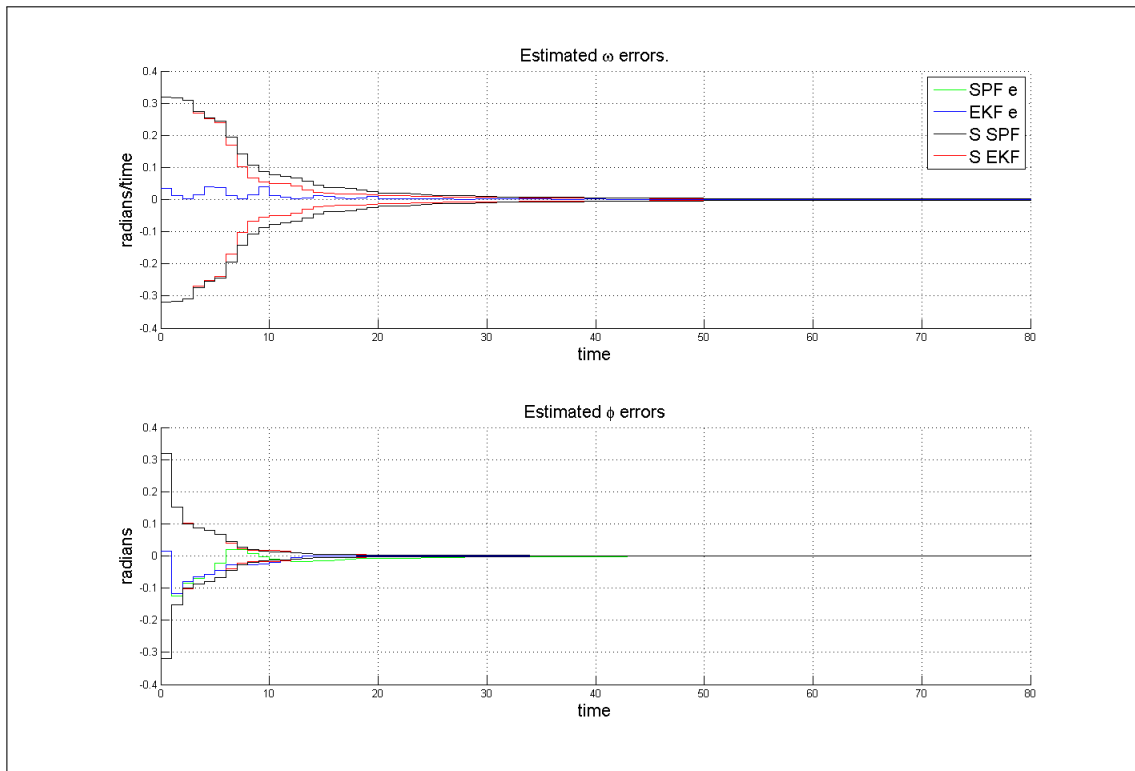 Estimated ω errors.
0.4
0.3
0.2
0.1
0
-0.1
-0.2
-0.3
-0.4
radians/time
SPF e
EKF e
S SPF
S EKF
0 10 20 30 40 50 60 70 80
time
Estimated ϕ errors
0.4
0.3
0.2
0.1
0
-0.1
-0.2
-0.3
-0.4
radians
0 10 20 30 40 50 60 70 80
time